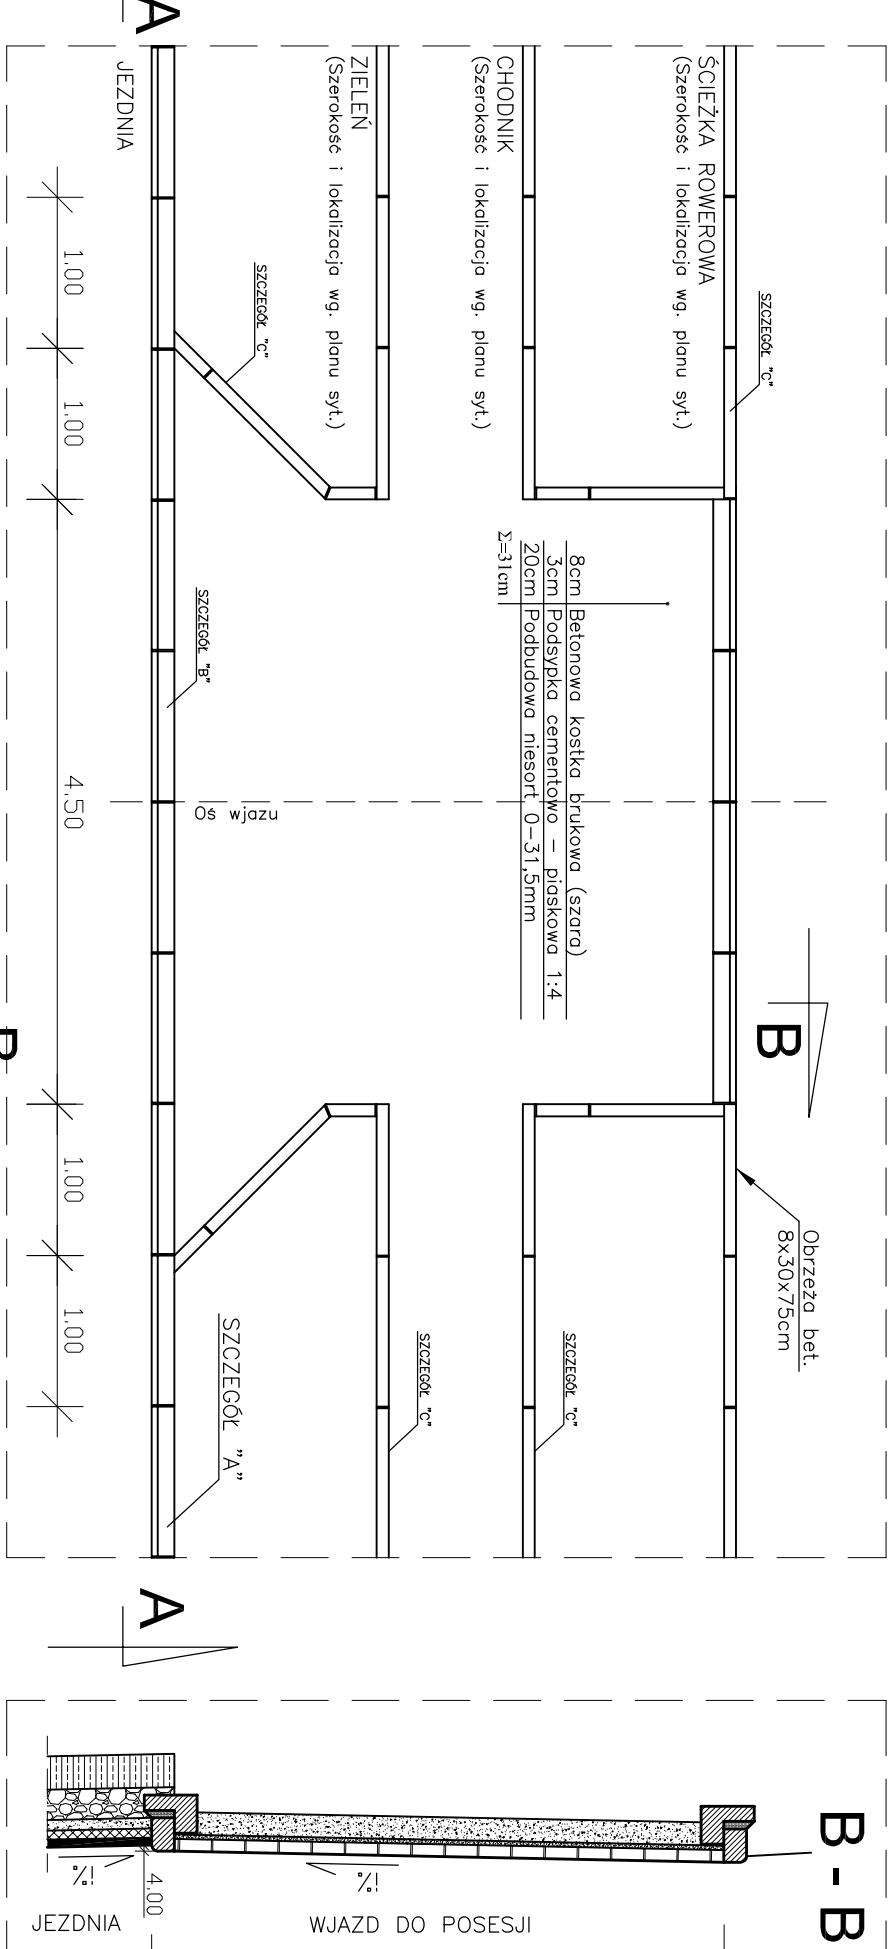 A
ŚCIEŻKA ROWEROWA
(Szerokość i lokalizacja wg. planu syt.)
SZCZEGÓŁ "C"
CHODNIK
(Szerokość i lokalizacja wg. planu syt.)
ZIELEŃ
(Szerokość i lokalizacja wg. planu syt.)
JEZDNIA
SZCZEGÓŁ "C"
8cm Betonowa kostka brukowa (szara)
3cm Podsypka cementowo - piaskowa 1:4
20cm Podbudowa niesort 0-31,5mm
Σ=31cm
SZCZEGÓŁ "B"
Oś wjazu
B
Obrzeża bet.
8x30x75cm
SZCZEGÓŁ "C"
SZCZEGÓŁ "C"
SZCZEGÓŁ "A"
1,00
1,00
4,50
1,00
1,00
B
A
B - B
i%
i%
4,00
JEZDNIA
WJAZD DO POSESJI